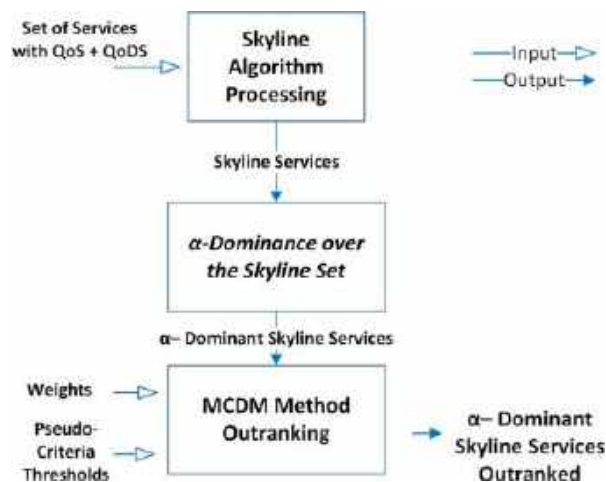 Set of Services
with QoS + QoDS
Skyline
Algorithm
Processing
Input
Output
Skyline Services
α-Dominance over
the Skyline Set
α– Dominant Skyline Services
Weights
Pseudo-
Criteria
Thresholds
MCDM Method
Outranking
α– Dominant
Skyline Services
Outranked